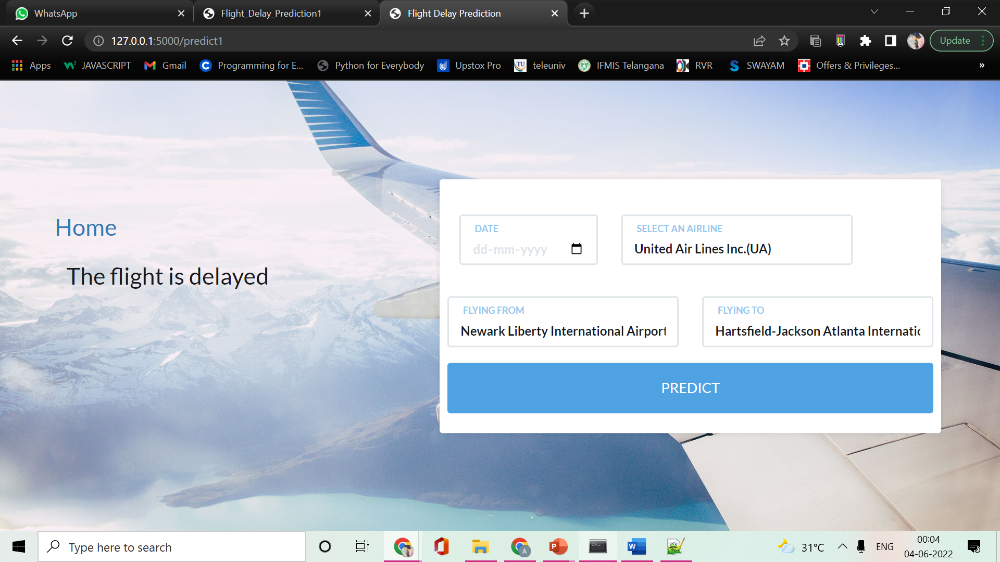 WhatsApp
Flight_Delay_Prediction1
Flight Delay Prediction
127.0.0.1:5000/predict1
Update
Apps
JAVASCRIPT
Gmail
Programming for E...
Python for Everybody
Upstox Pro
teleuniv
IFMIS Telangana
RVR
SWAYAM
Offers & Privileges...
»
Home
The flight is delayed
DATE
dd-mm-yyyy
SELECT AN AIRLINE
United Air Lines Inc.(UA)
FLYING FROM
Newark Liberty International Airport
FLYING TO
Hartsfield-Jackson Atlanta Internatic
PREDICT
Type here to search
31°C
ENG
00:04
04-06-2022